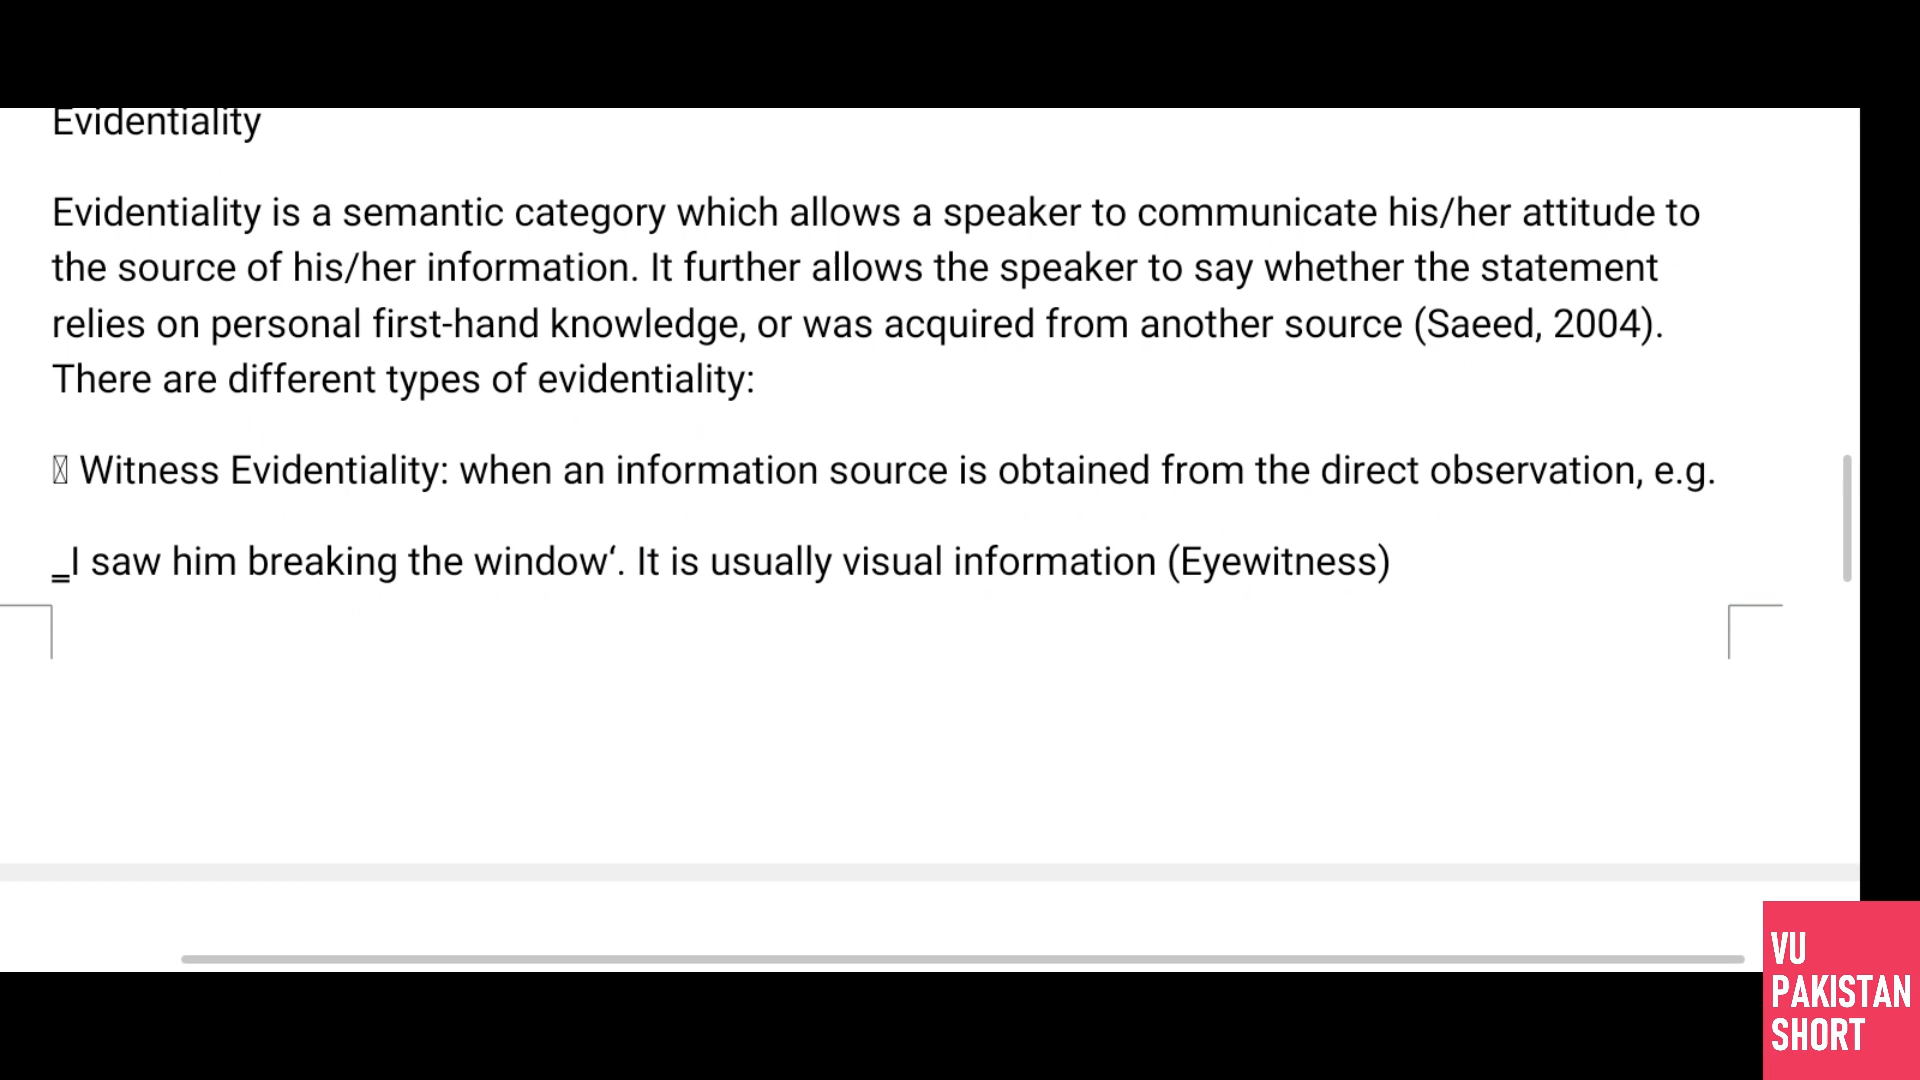 Evidentiality
Evidentiality is a semantic category which allows a speaker to communicate his/her attitude to
the source of his/her information. It further allows the speaker to say whether the statement
relies on personal first-hand knowledge, or was acquired from another source (Saeed, 2004).
There are different types of evidentiality:
Witness Evidentiality: when an information source is obtained from the direct observation, e.g.
‗I saw him breaking the window‘. It is usually visual information (Eyewitness)
VU
PAKISTAN
SHORT